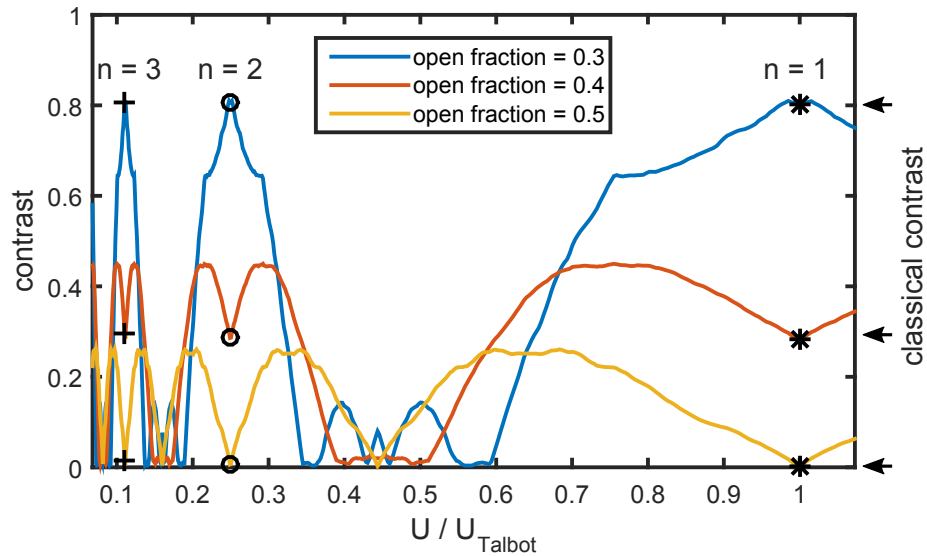 1
0.8
0.6
0.4
0.2
0
contrast
n = 3
n = 2
n = 1
open fraction = 0.3
open fraction = 0.4
open fraction = 0.5
0.1 0.2 0.3 0.4 0.5 0.6 0.7 0.8 0.9 1
U / U_Talbot
classical contrast